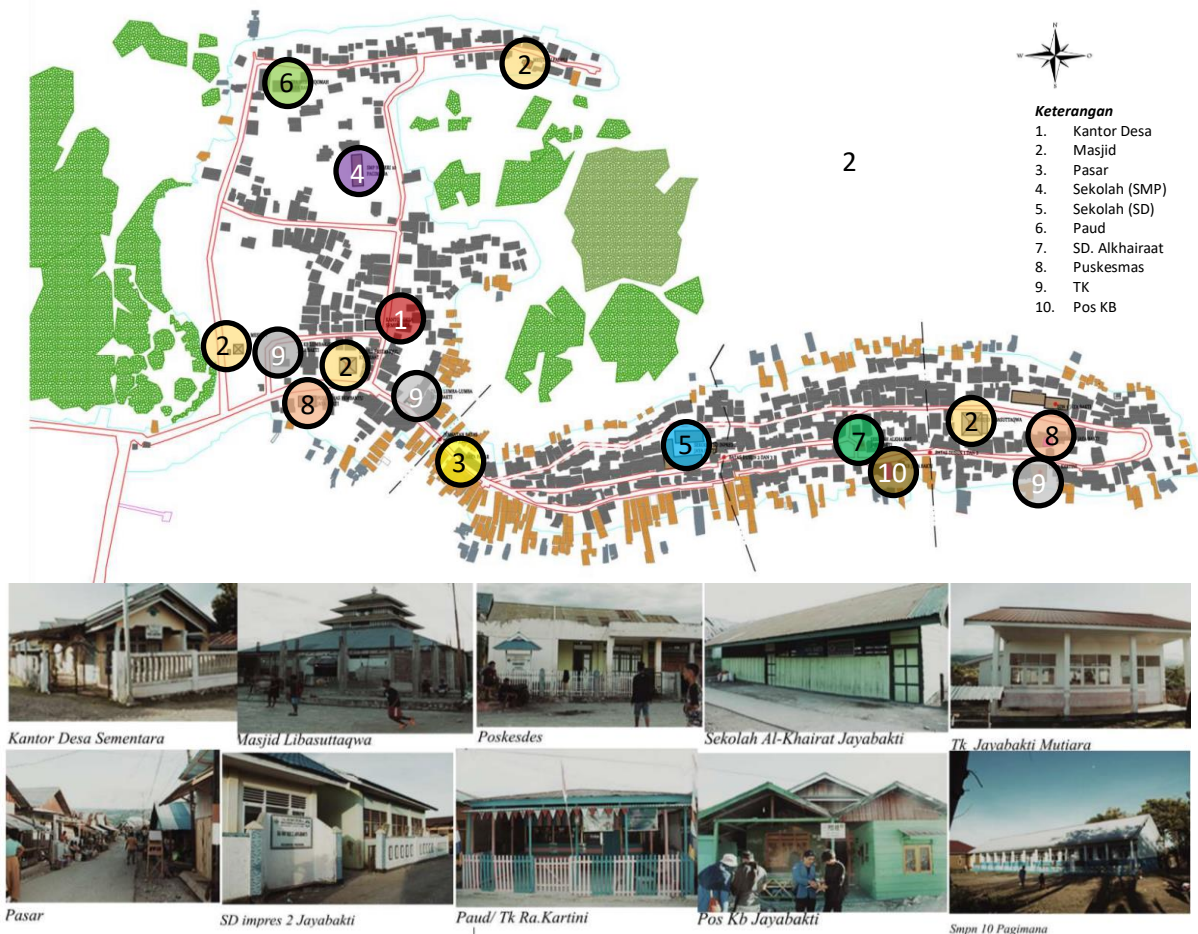 N
W
O
S
Keterangan
1. Kantor Desa
2. Masjid
3. Pasar
4. Sekolah (SMP)
5. Sekolah (SD)
6. Paud
7. SD. Alkhairaat
8. Puskesmas
9. TK
10. Pos KB
2
6
2
4
1
2
9
2
8
9
3
5
7
10
2
8
9
Kantor Desa Sementara
Masjid Libasuttaqwa
Poskesdes
Sekolah Al-Khairat Jayabakti
Tk Jayabakti Mutiara
Pasar
SD impres 2 Jayabakti
Paud/ Tk Ra.Kartini
Pos Kb Jayabakti
Smpn 10 Pagimana